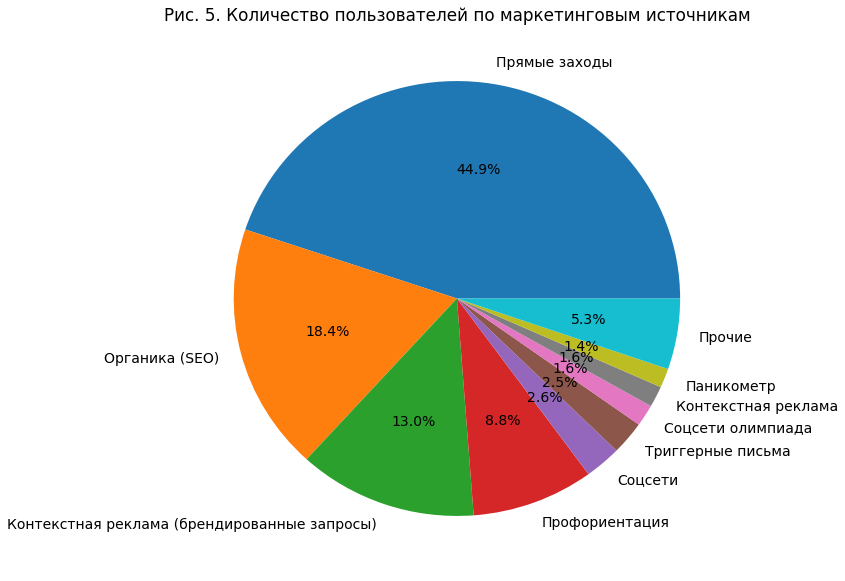 Рис. 5. Количество пользователей по маркетинговым источникам
Прямые заходы
44.9%
18.4%
Органика (SEO)
13.0%
Контекстная реклама (брендированные запросы)
8.8%
Профориентация
2.6%
Соцсети
2.5%
Триггерные письма
1.6%
Соцсети олимпиада
1.6%
Контекстная реклама
1.4%
Паникометр
5.3%
Прочие